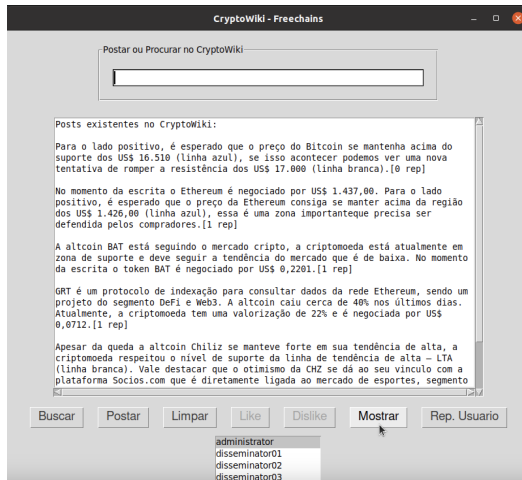 CryptoWiki - Freechains
Postar ou Procurar no CryptoWiki
Posts existentes no CryptoWiki:
Para o lado positivo, é esperado que o preço do Bitcoin se mantenha acima do
suporte dos US$ 16.510 (linha azul), se isso acontecer podemos ver uma nova
tentativa de romper a resistência dos US$ 17.000 (linha branca).[0 rep]
No momento da escrita o Ethereum é negociado por US$ 1.437,00. Para o lado
positivo, é esperado que o preço da Ethereum consiga se manter acima da região
dos US$ 1.426,00 (linha azul), essa é uma zona importanteque precisa ser
defendida pelos compradores.[1 rep]
A altcoin BAT está seguindo o mercado cripto, a criptomoeda está atualmente em
zona de suporte e deve seguir a tendência do mercado que é de baixa. No momento
da escrita o token BAT é negociado por US$ 0,2201.[1 rep]
GRT é um protocolo de indexação para consultar dados da rede Ethereum, sendo um
projeto do segmento DeFi e Web3. A altcoin caiu cerca de 40% nos últimos dias.
Atualmente, a criptomoeda tem uma valorização de 22% e é negociada por US$
0,0712.[1 rep]
Apesar da queda a altcoin Chiliz se manteve forte em sua tendência de alta, a
criptomoeda respeitou o nível de suporte da linha de tendência de alta – LTA
(linha branca). Vale destacar que o otimismo da CHZ se dá ao seu vinculo com a
plataforma Socios.com que é diretamente ligada ao mercado de esportes, segmento
Buscar Postar Limpar Like Dislike Mostrar Rep. Usuario
administrator
disseminator01
disseminator02
disseminator03